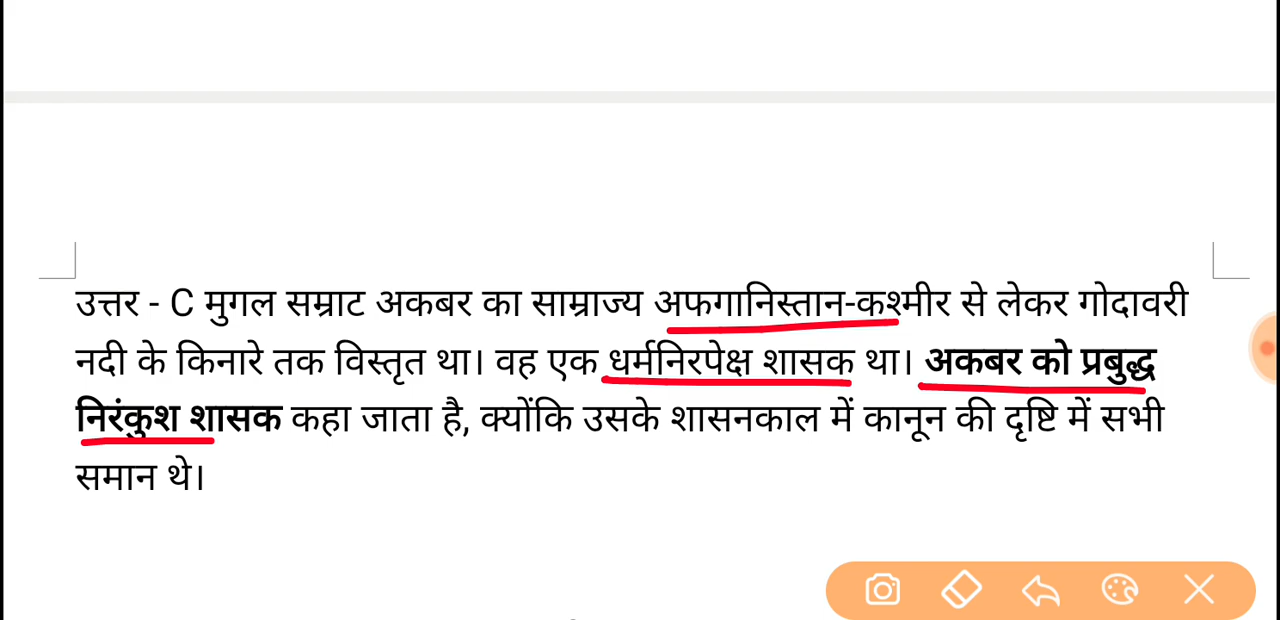 उत्तर - C मुगल सम्राट अकबर का साम्राज्य अफगानिस्तान-कश्मीर से लेकर गोदावरी
नदी के किनारे तक विस्तृत था। वह एक धर्मनिरपेक्ष शासक था। अकबर को प्रबुद्ध
निरंकुश शासक कहा जाता है, क्योंकि उसके शासनकाल में कानून की दृष्टि में सभी
समान थे।